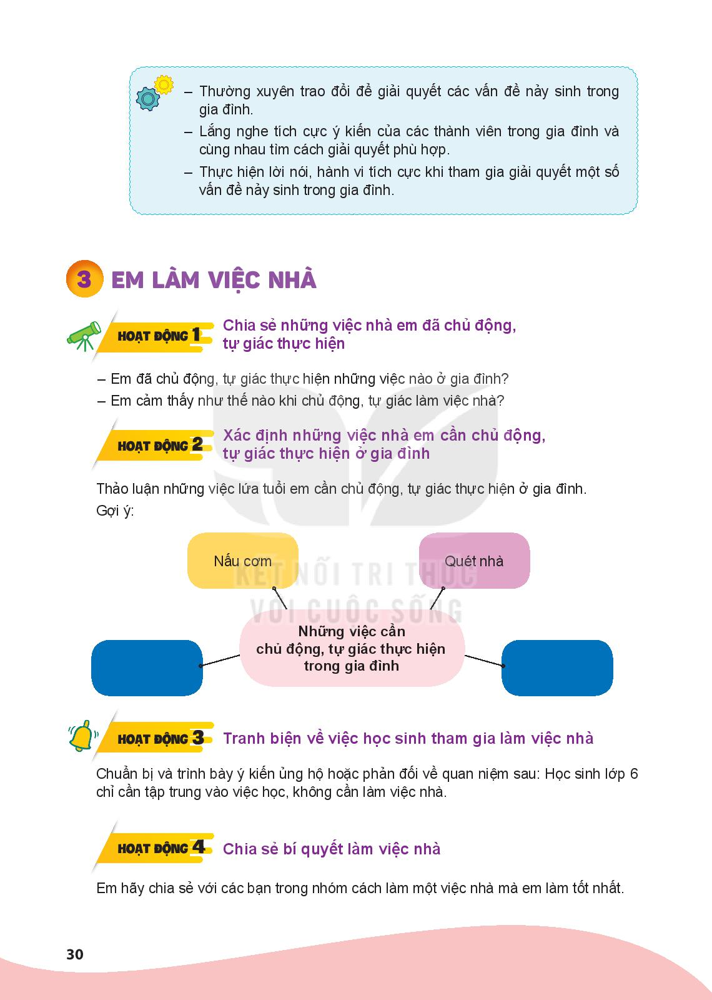 – Thường xuyên trao đổi để giải quyết các vấn đề nảy sinh trong
gia đình.
– Lắng nghe tích cực ý kiến của các thành viên trong gia đình và
cùng nhau tìm cách giải quyết phù hợp.
– Thực hiện lời nói, hành vi tích cực khi tham gia giải quyết một số
vấn đề nảy sinh trong gia đình.
3 EM LÀM VIỆC NHÀ
HOẠT ĐỘNG 1
Chia sẻ những việc nhà em đã chủ động,
tự giác thực hiện
– Em đã chủ động, tự giác thực hiện những việc nào ở gia đình?
– Em cảm thấy như thế nào khi chủ động, tự giác làm việc nhà?
HOẠT ĐỘNG 2
Xác định những việc nhà em cần chủ động,
tự giác thực hiện ở gia đình
Thảo luận những việc lứa tuổi em cần chủ động, tự giác thực hiện ở gia đình.
Gợi ý:
Nấu cơm
Quét nhà
KẾT NỐI TRI THỨC
VỚI CUỘC SỐNG
Những việc cần
chủ động, tự giác thực hiện
trong gia đình
HOẠT ĐỘNG 3
Tranh biện về việc học sinh tham gia làm việc nhà
Chuẩn bị và trình bày ý kiến ủng hộ hoặc phản đối về quan niệm sau: Học sinh lớp 6
chỉ cần tập trung vào việc học, không cần làm việc nhà.
HOẠT ĐỘNG 4
Chia sẻ bí quyết làm việc nhà
Em hãy chia sẻ với các bạn trong nhóm cách làm một việc nhà mà em làm tốt nhất.
30